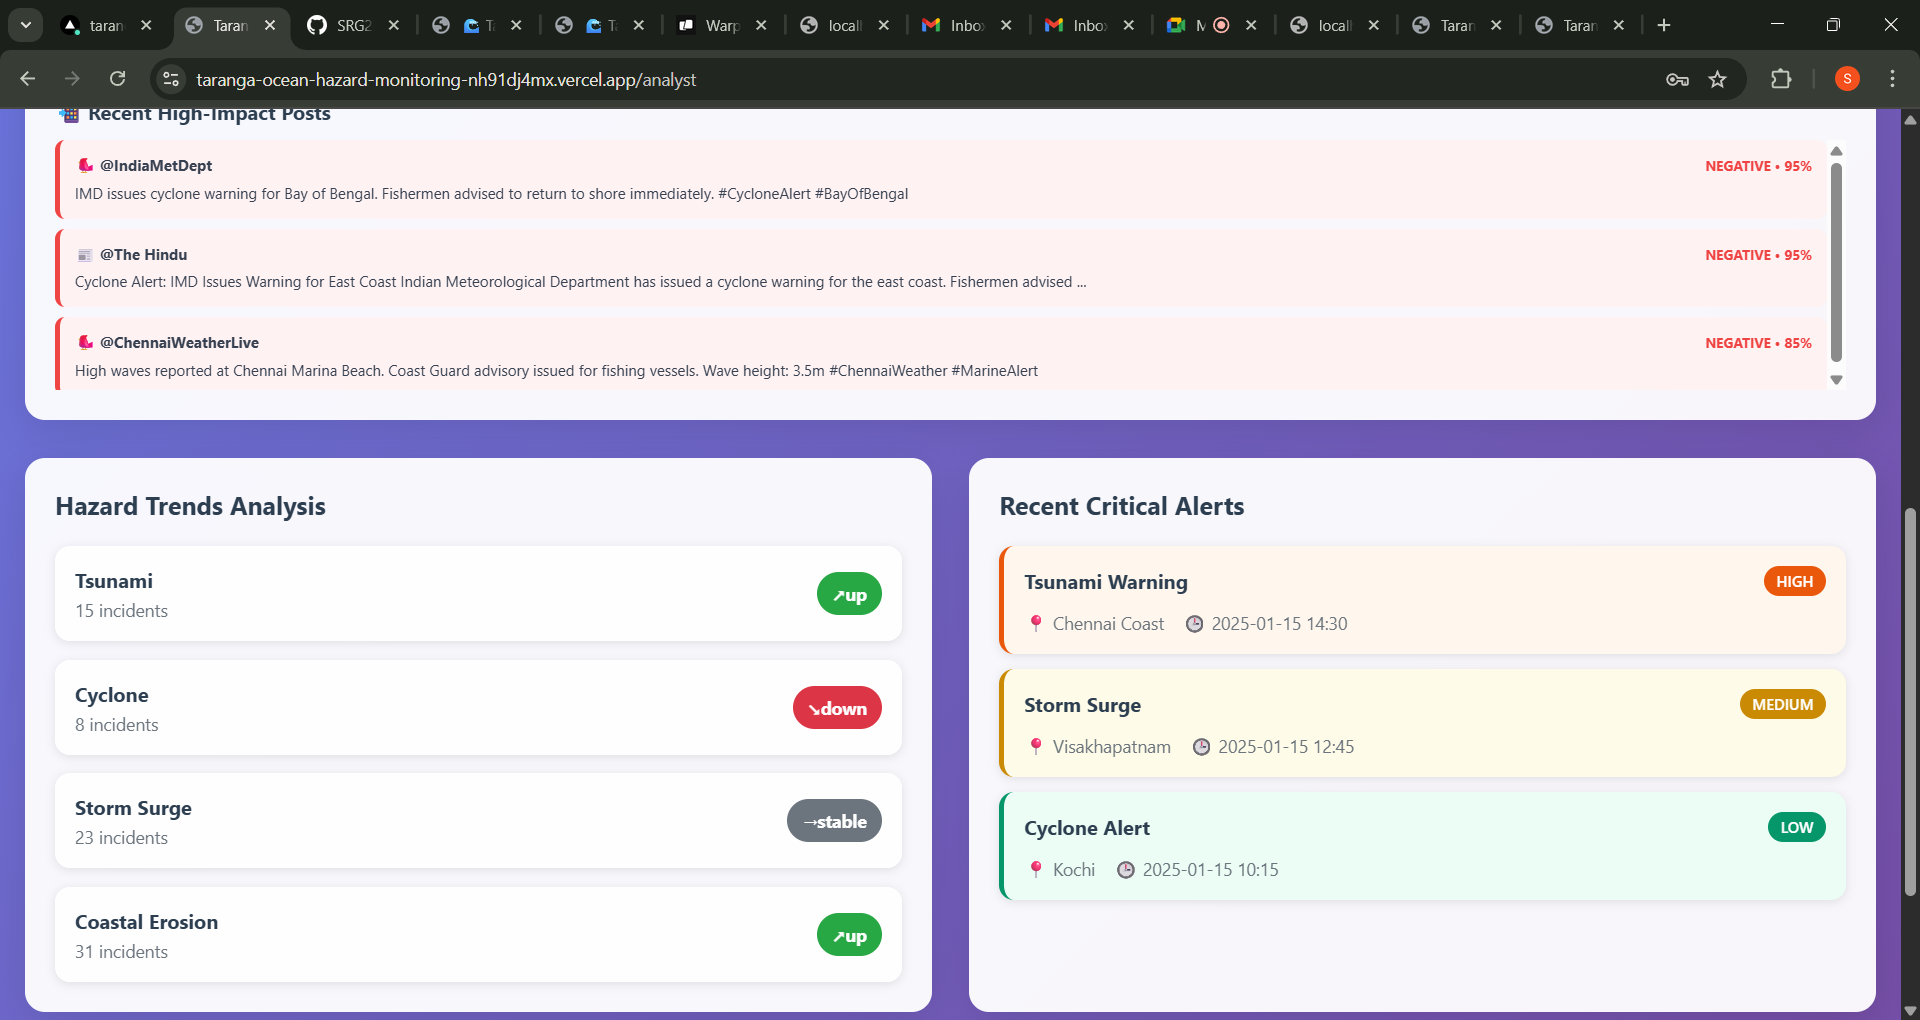 taran
Taran
SRG2
T
Ta
Warp
local
Inbo
Inbo
M
local
Taran
Taran
taranga-ocean-hazard-monitoring-nh91dj4mx.vercel.app/analyst
S
Recent High-Impact Posts
@IndiaMetDept
NEGATIVE • 95%
IMD issues cyclone warning for Bay of Bengal. Fishermen advised to return to shore immediately. #CycloneAlert #BayOfBengal
@The Hindu
NEGATIVE • 95%
Cyclone Alert: IMD Issues Warning for East Coast Indian Meteorological Department has issued a cyclone warning for the east coast. Fishermen advised ...
@ChennaiWeatherLive
NEGATIVE • 85%
High waves reported at Chennai Marina Beach. Coast Guard advisory issued for fishing vessels. Wave height: 3.5m #ChennaiWeather #MarineAlert
Hazard Trends Analysis
Tsunami
15 incidents
↗up
Cyclone
8 incidents
↘down
Storm Surge
23 incidents
→stable
Coastal Erosion
31 incidents
↗up
Recent Critical Alerts
Tsunami Warning
HIGH
Chennai Coast 2025-01-15 14:30
Storm Surge
MEDIUM
Visakhapatnam 2025-01-15 12:45
Cyclone Alert
LOW
Kochi 2025-01-15 10:15